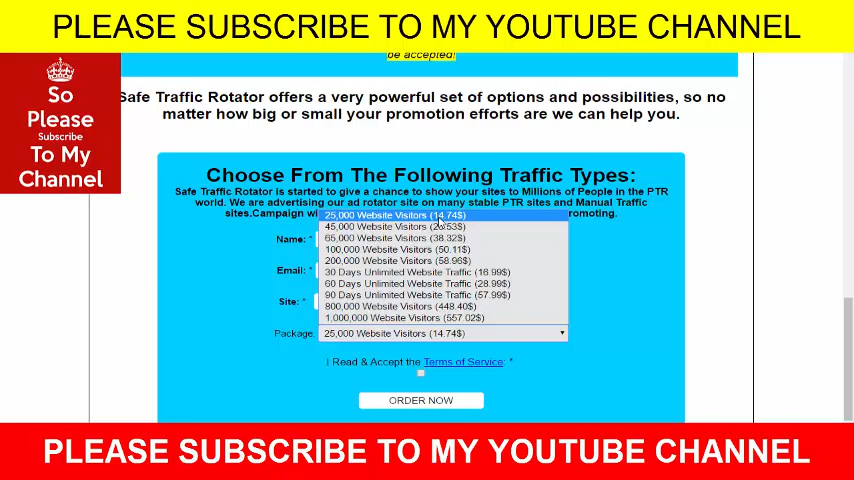 PLEASE SUBSCRIBE TO MY YOUTUBE CHANNEL
be accepted!
So
Please
Subscribe
To My
Channel
Safe Traffic Rotator offers a very powerful set of options and possibilities, so no
matter how big or small your promotion efforts are we can help you.
Choose From The Following Traffic Types:
Safe Traffic Rotator is started to give a chance to show your sites to Millions of People in the PTR
world. We are advertising our ad rotator site on many stable PTR sites and Manual Traffic
sites.Campaign promoting.
25,000 Website Visitors (14.74$)
45,000 Website Visitors
65,000 Website Visitors (38.32$)
100,000 Website Visitors (50.11$)
200,000 Website Visitors (58.96$)
30 Days Unlimited Website Traffic (16.99$)
60 Days Unlimited Website Traffic (28.99$)
90 Days Unlimited Website Traffic (57.99$)
800,000 Website Visitors (448.40$)
1,000,000 Website Visitors (557.02$)
Name: *
Email: *
Site: *
Package: 25,000 Website Visitors (14.74$)
I Read & Accept the Terms of Service: *
ORDER NOW
PLEASE SUBSCRIBE TO MY YOUTUBE CHANNEL